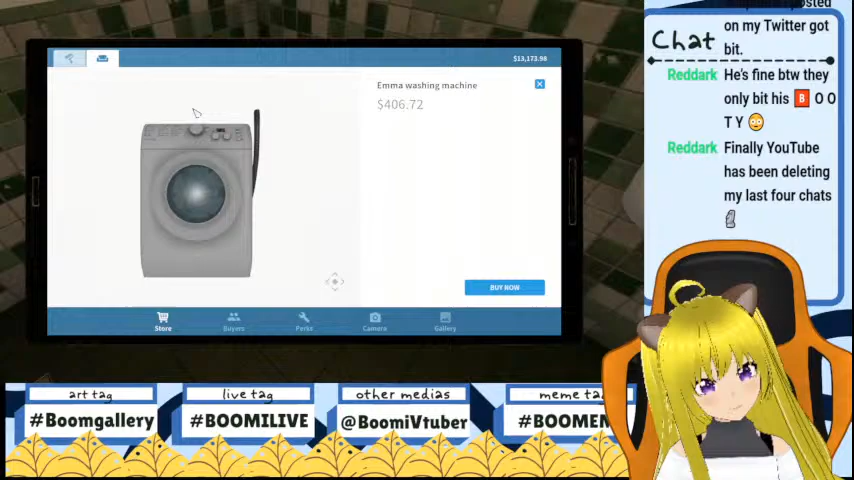 $13,173.98
Emma washing machine
$406.72
BUY NOW
Store
Buyers
Perks
Camera
Gallery
posted
on my Twitter got
bit.
Chat
Reddark He's fine btw they
only bit his B O O
T Y
Reddark Finally YouTube
has been deleting
my last four chats
art tag
#Boomgallery
live tag
#BOOMILIVE
other medias
@BoomiVtuber
meme ta
#BOOMEM